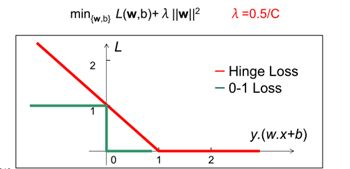 min{w,b} L(w,b)+ λ ||w||² λ =0.5/C
L
2
Hinge Loss
0-1 Loss
1
y.(w.x+b)
0 1 2